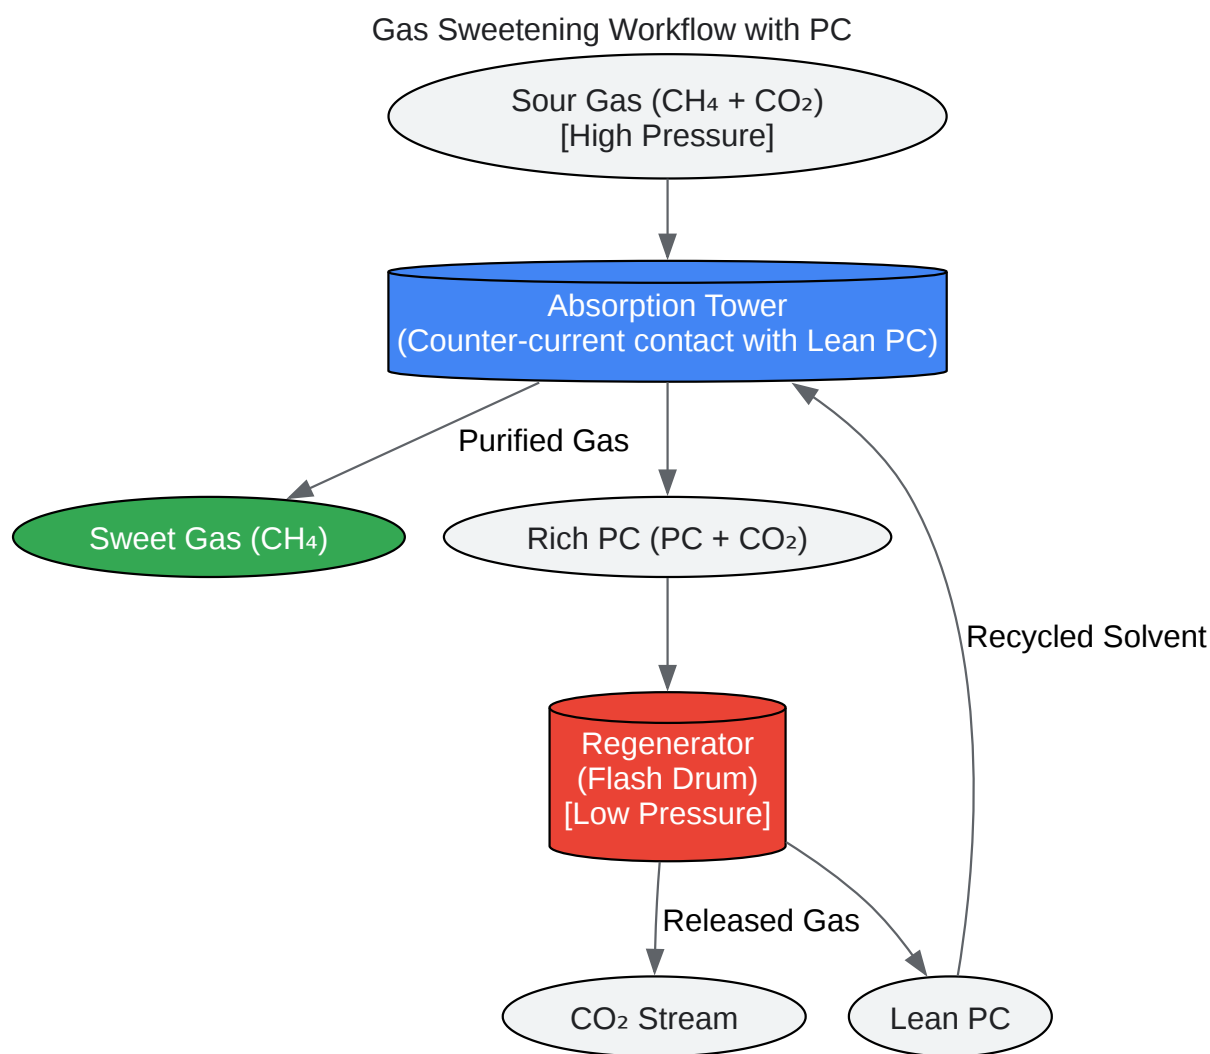 Gas Sweetening Workflow with PC
Sour Gas (CH₄ + CO₂)
[High Pressure]
Absorption Tower
(Counter-current contact with Lean PC)
Purified Gas
Sweet Gas (CH₄)
Rich PC (PC + CO₂)
Recycled Solvent
Regenerator
(Flash Drum)
[Low Pressure]
Released Gas
CO₂ Stream
Lean PC